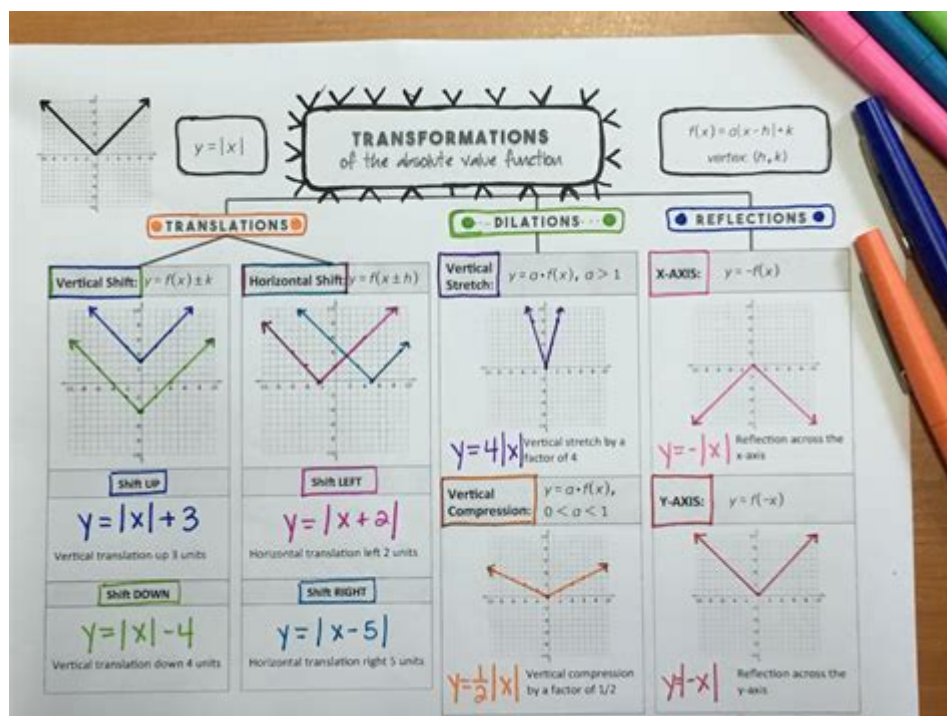 y = |x|
TRANSFORMATIONS
of the absolute value function
f(x) = a|x - h| + k
vertex: (h, k)
TRANSLATIONS
Vertical Shift: y = f(x) ± k
Horizontal Shift: y = f(x ± h)
Shift UP
y = |x| + 3
Vertical translation up 3 units
Shift DOWN
y = |x| - 4
Vertical translation down 4 units
Shift LEFT
y = |x + 2|
Horizontal translation left 2 units
Shift RIGHT
y = |x - 5|
Horizontal translation right 5 units
DILATIONS
Vertical
Stretch:
y = a • f(x), a > 1
y = 4|x|
Vertical stretch by a
factor of 4
Vertical
Compression:
y = a • f(x),
0 < a < 1
y = 1/2 |x|
Vertical compression
by a factor of 1/2
REFLECTIONS
X-AXIS: y = -f(x)
y = -|x|
Reflection across the
x-axis
Y-AXIS: y = f(-x)
y = |-x|
Reflection across the
y-axis